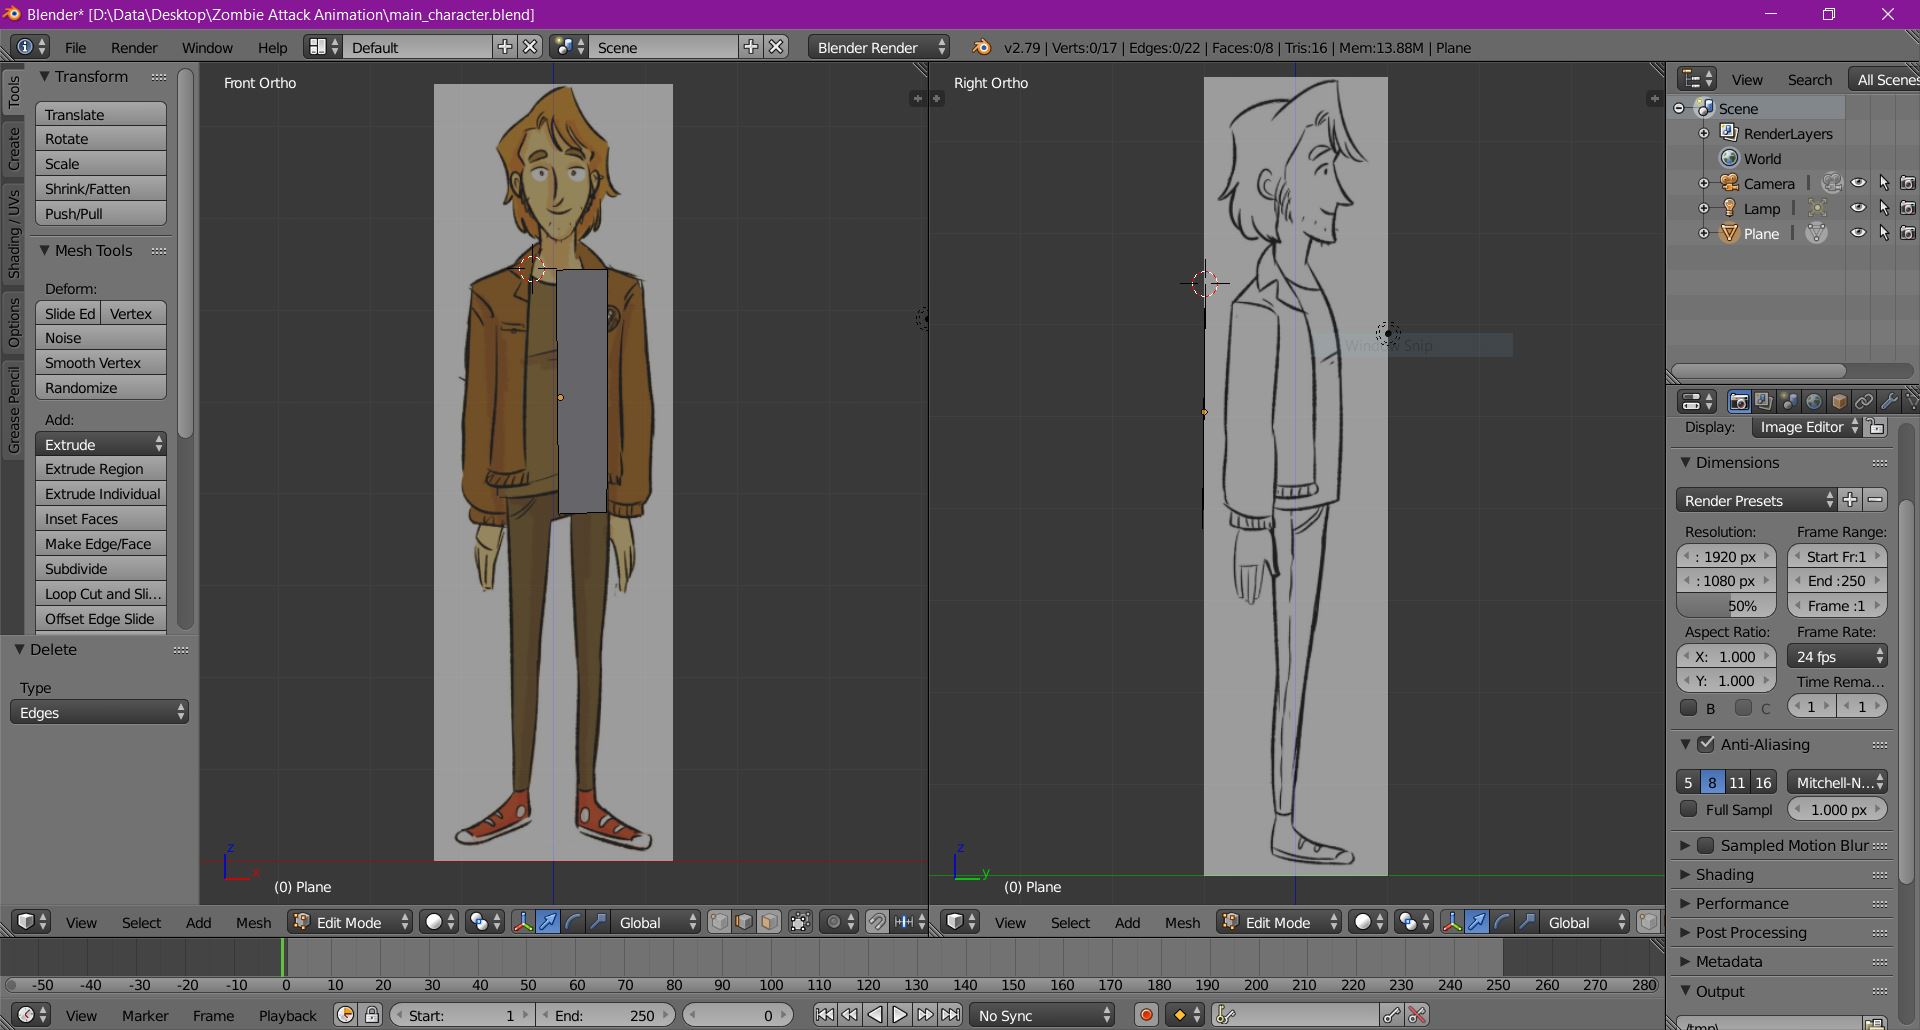 Blender* [D:\Data\Desktop\Zombie Attack Animation\main_character.blend]
File Render Window Help Default Scene Blender Render v2.79 | Verts:0/17 | Edges:0/22 | Faces:0/8 | Tris:16 | Mem:13.88M | Plane
Tools
Create
Shading / UVs
Options
Grease Pencil
Transform
Translate
Rotate
Scale
Shrink/Fatten
Push/Pull
Mesh Tools
Deform:
Slide Ed Vertex
Noise
Smooth Vertex
Randomize
Add:
Extrude
Extrude Region
Extrude Individual
Inset Faces
Make Edge/Face
Subdivide
Loop Cut and Sli...
Offset Edge Slide
Delete
Type
Edges
Front Ortho
z
x
(0) Plane
View Select Add Mesh Edit Mode Global
Right Ortho
Window Snip
z
y
(0) Plane
View Select Add Mesh Edit Mode Global
View Search All Scenes
Scene
RenderLayers
World
Camera
Lamp
Plane
Display: Image Editor
Dimensions
Render Presets
Resolution: Frame Range:
: 1920 px Start Fr:1
: 1080 px End :250
50% Frame :1
Aspect Ratio: Frame Rate:
X: 1.000 24 fps
Y: 1.000 Time Rema...
B C 1 1
Anti-Aliasing
5 8 11 16 Mitchell-N...
Full Sampl 1.000 px
Sampled Motion Blur
Shading
Performance
Post Processing
Metadata
Output
/tmp\
-50 -40 -30 -20 -10 0 10 20 30 40 50 60 70 80 90 100 110 120 130 140 150 160 170 180 190 200 210 220 230 240 250 260 270 280
View Marker Frame Playback Start: 1 End: 250 0 No Sync